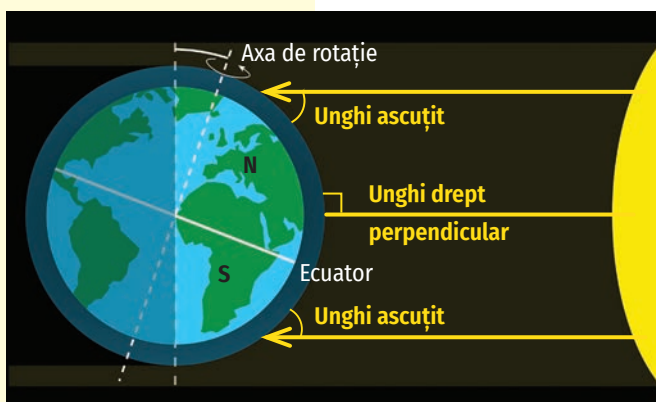 Axa de rotație
Unghi ascuțit
N
Unghi drept
perpendicular
S
Ecuator
Unghi ascuțit